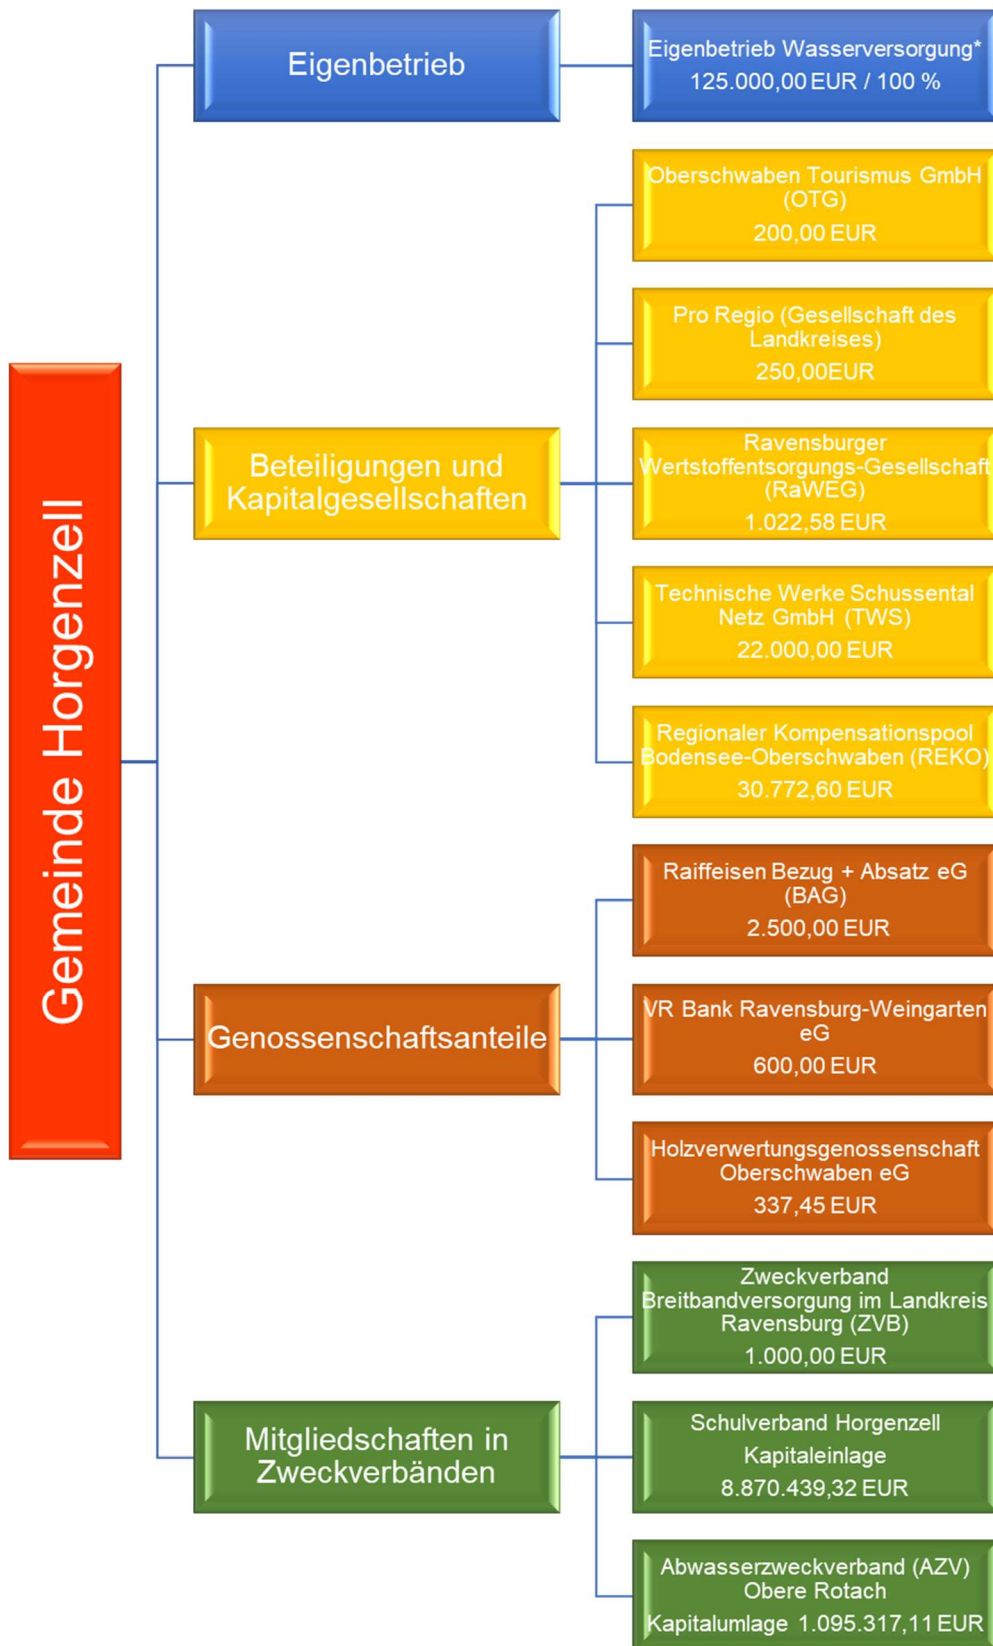 Gemeinde Horgenzell
Eigenbetrieb
Eigenbetrieb Wasserversorgung*
125.000,00 EUR / 100 %
Beteiligungen und
Kapitalgesellschaften
Oberschwaben Tourismus GmbH
(OTG)
200,00 EUR
Pro Regio (Gesellschaft des
Landkreises)
250,00EUR
Ravensburger
Wertstoffentsorgungs-Gesellschaft
(RaWEG)
1.022,58 EUR
Technische Werke Schussental
Netz GmbH (TWS)
22.000,00 EUR
Regionaler Kompensationspool
Bodensee-Oberschwaben (REKO)
30.772,60 EUR
Genossenschaftsanteile
Raiffeisen Bezug + Absatz eG
(BAG)
2.500,00 EUR
VR Bank Ravensburg-Weingarten
eG
600,00 EUR
Holzverwertungsgenossenschaft
Oberschwaben eG
337,45 EUR
Mitgliedschaften in
Zweckverbänden
Zweckverband
Breitbandversorgung im Landkreis
Ravensburg (ZVB)
1.000,00 EUR
Schulverband Horgenzell
Kapitaleinlage
8.870.439,32 EUR
Abwasserzweckverband (AZV)
Obere Rotach
Kapitalumlage 1.095.317,11 EUR